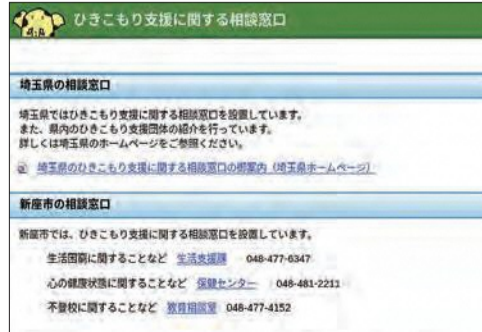 ひきこもり支援に関する相談窓口
埼玉県の相談窓口
埼玉県ではひきこもり支援に関する相談窓口を設置しています。
また、県内のひきこもり支援団体の紹介を行っています。
詳しくは埼玉県のホームページをご参照ください。
埼玉県のひきこもり支援に関する相談窓口の御案内（埼玉県ホームページ）
新座市の相談窓口
新座市では、ひきこもり支援に関する相談窓口を設置しています。
生活困窮に関することなど 生活支援課 048-477-6347
心の健康状態に関することなど 保健センター 048-481-2211
不登校に関することなど 教育相談室 048-477-4152